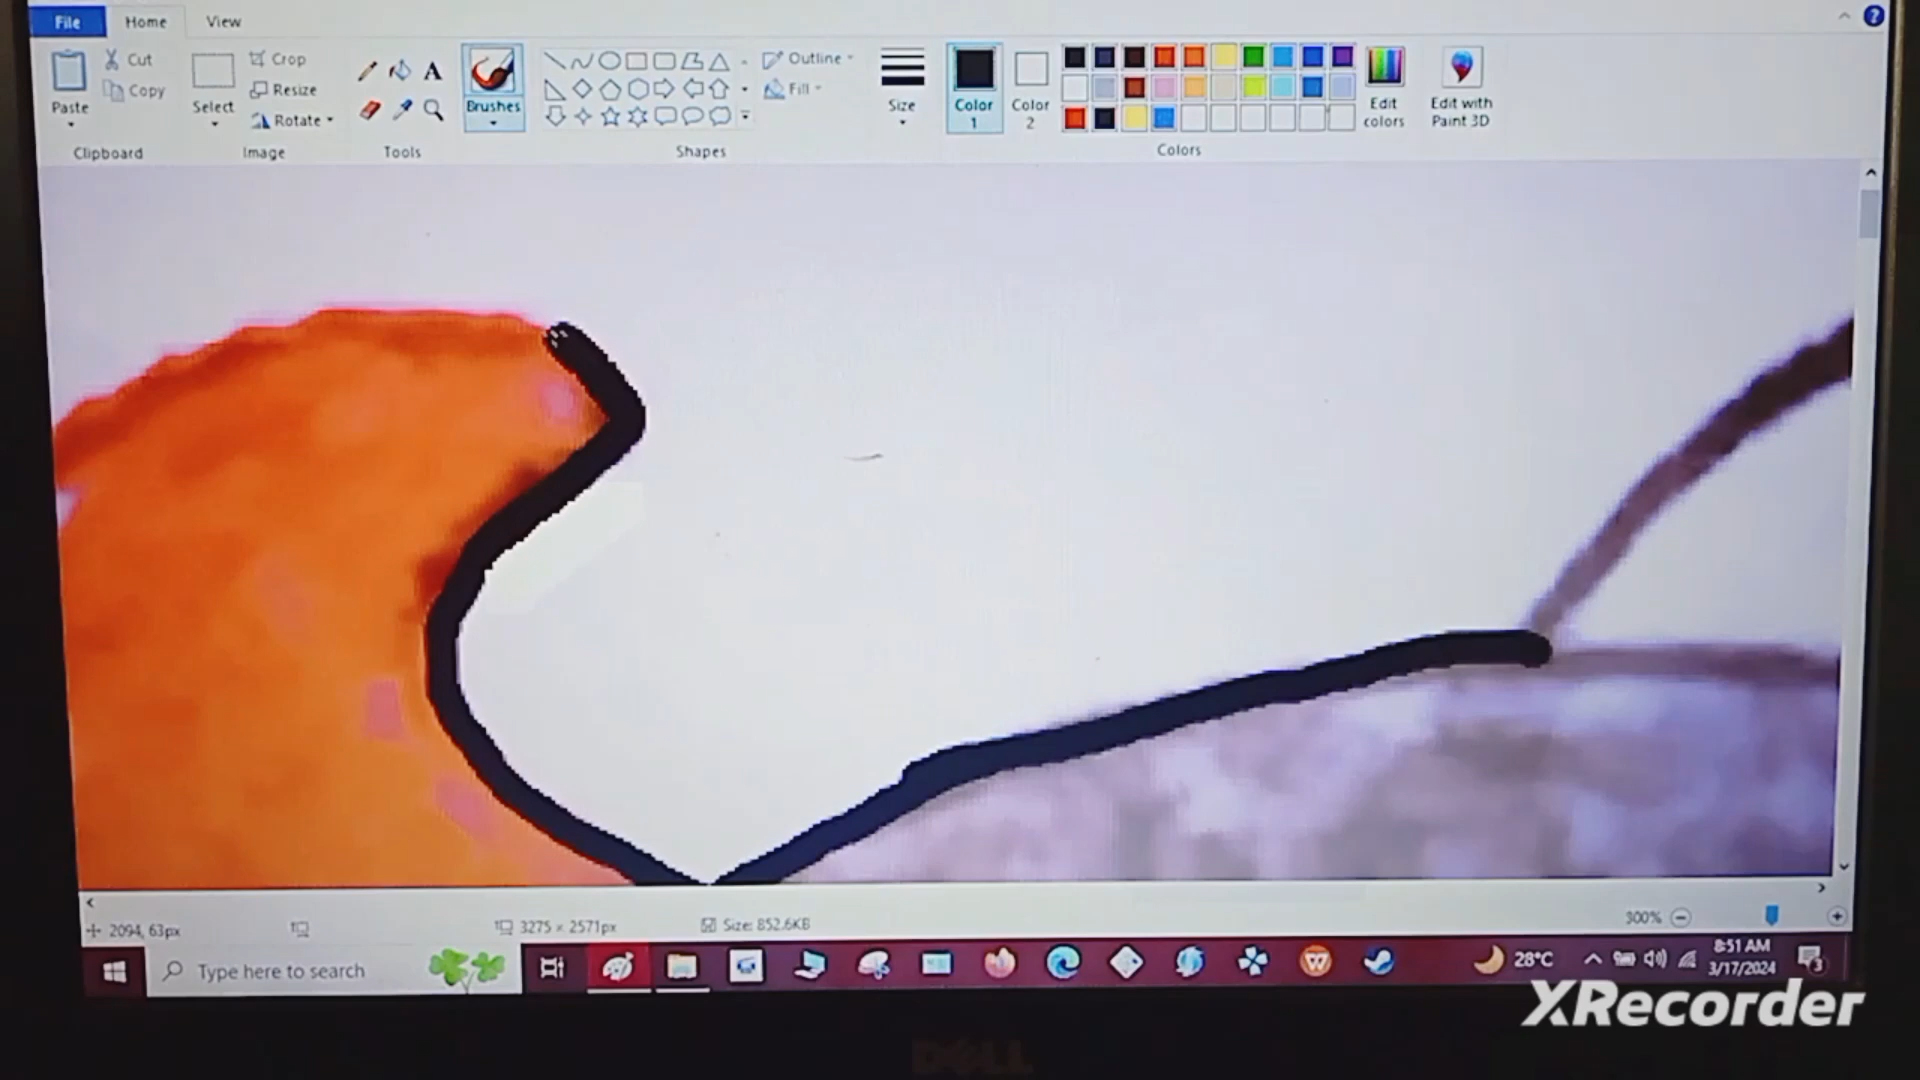 File Home View
Paste
Cut
Copy
Clipboard
Select
Crop
Resize
Rotate
Image
A
Tools
Brushes
Shapes
Outline
Fill
Size
Color 1
Color 2
Colors
Edit colors
Edit with Paint 3D
2094, 63px
3275 × 2571px
Size: 852.6KB
300%
Type here to search
28°C
8:51 AM
3/17/2024
3
XRecorder
DELL